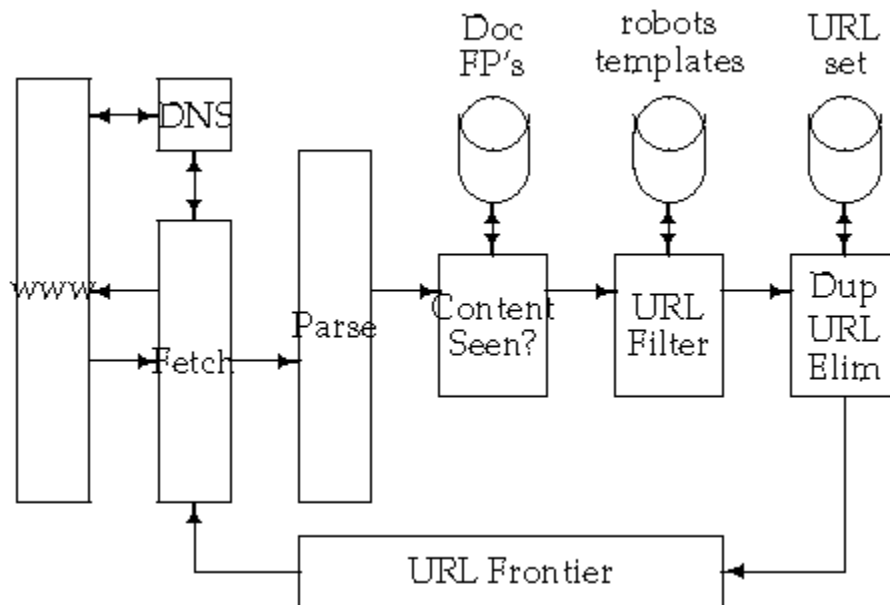 Doc
FP's
robots
templates
URL
set
DNS
www
Fetch
Parse
Content
Seen?
URL
Filter
Dup
URL
Elim
URL Frontier